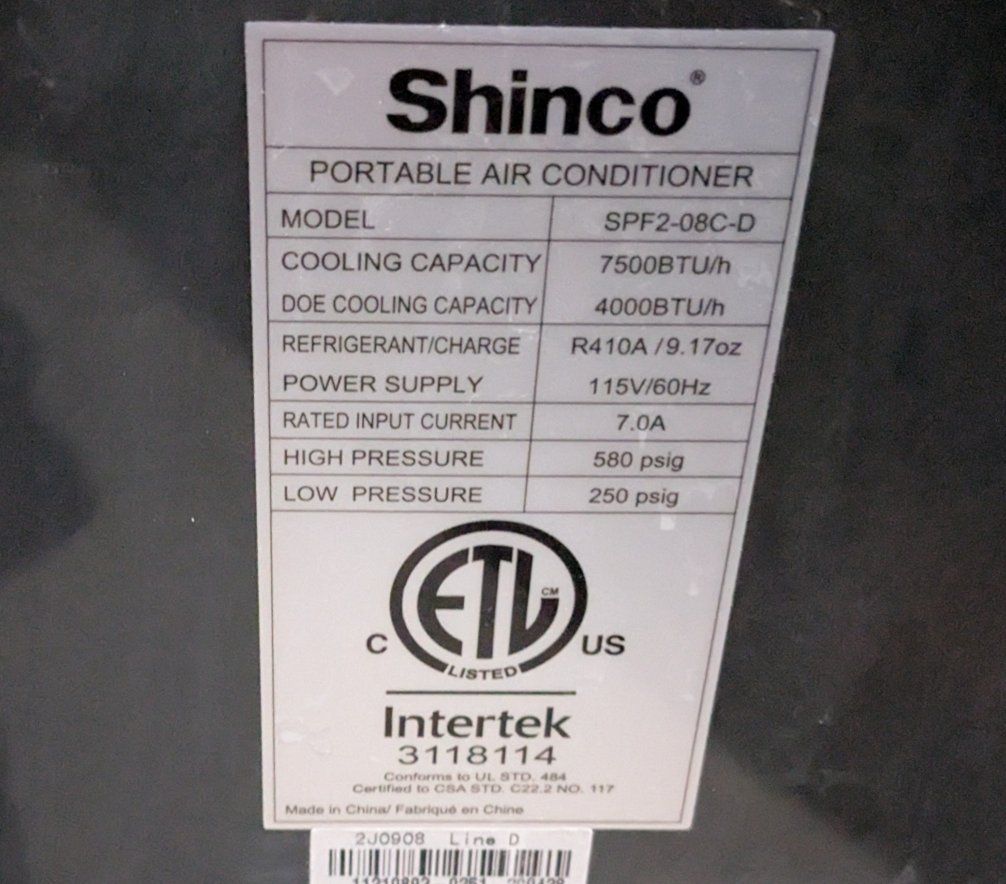 Shinco®
PORTABLE AIR CONDITIONER
MODEL SPF2-08C-D
COOLING CAPACITY 7500BTU/h
DOE COOLING CAPACITY 4000BTU/h
REFRIGERANT/CHARGE R410A /9.17oz
POWER SUPPLY 115V/60Hz
RATED INPUT CURRENT 7.0A
HIGH PRESSURE 580 psig
LOW PRESSURE 250 psig
ETL CM
C US
LISTED
Intertek
3118114
Conforms to UL STD. 484
Certified to CSA STD. C22.2 NO. 117
Made in China/ Fabriqué en Chine
2J0908 Line D